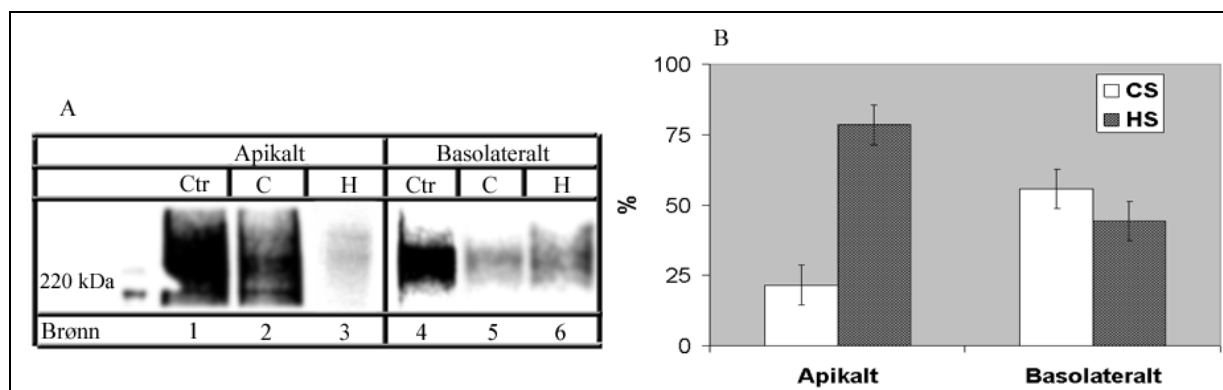 A
Apikalt Basolateralt
Ctr C H Ctr C H
220 kDa
Brønn 1 2 3 4 5 6
B
100
75
50
25
0
%
CS
HS
Apikalt Basolateralt